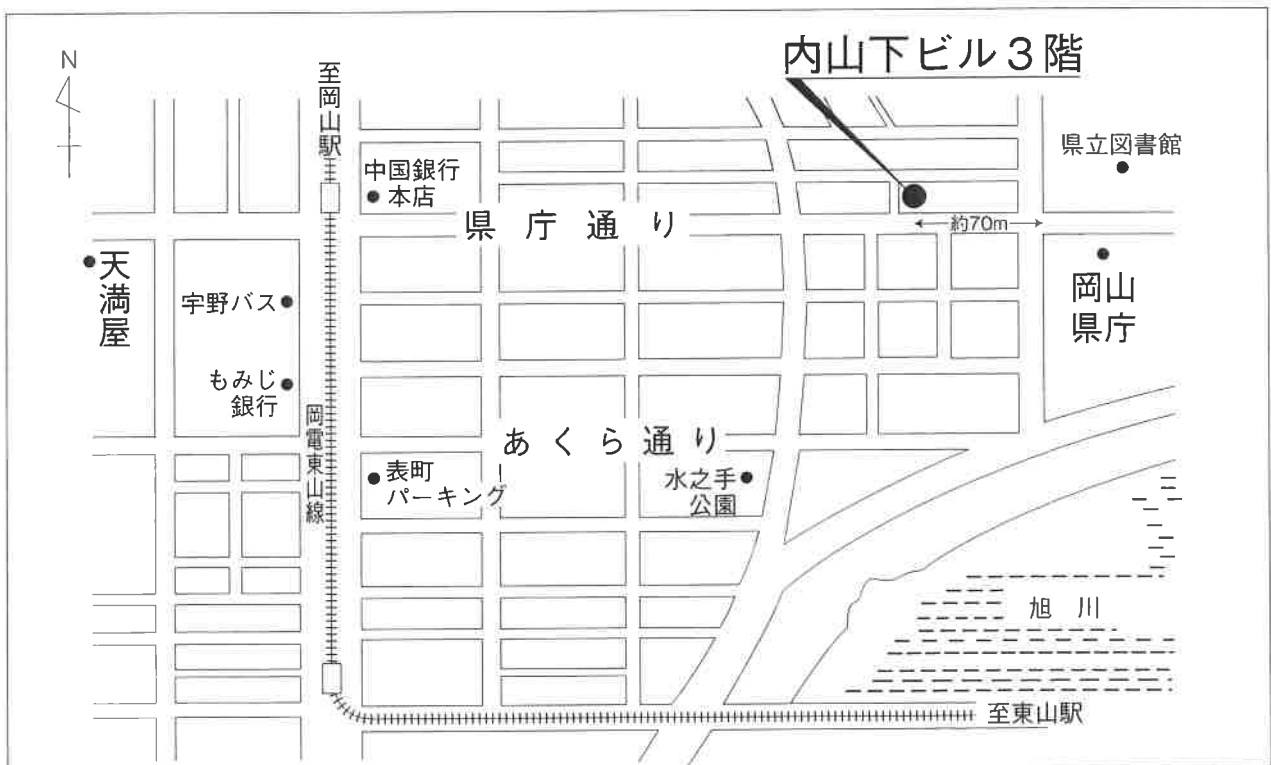 内山下ビル3階
N
至岡山駅
県立図書館
中国銀行
本店
県庁通り
約70m
天満屋
宇野バス
岡山
県庁
もみじ
銀行
岡電東山線
あくら通り
表町
パーキング
水之手
公園
旭川
至東山駅